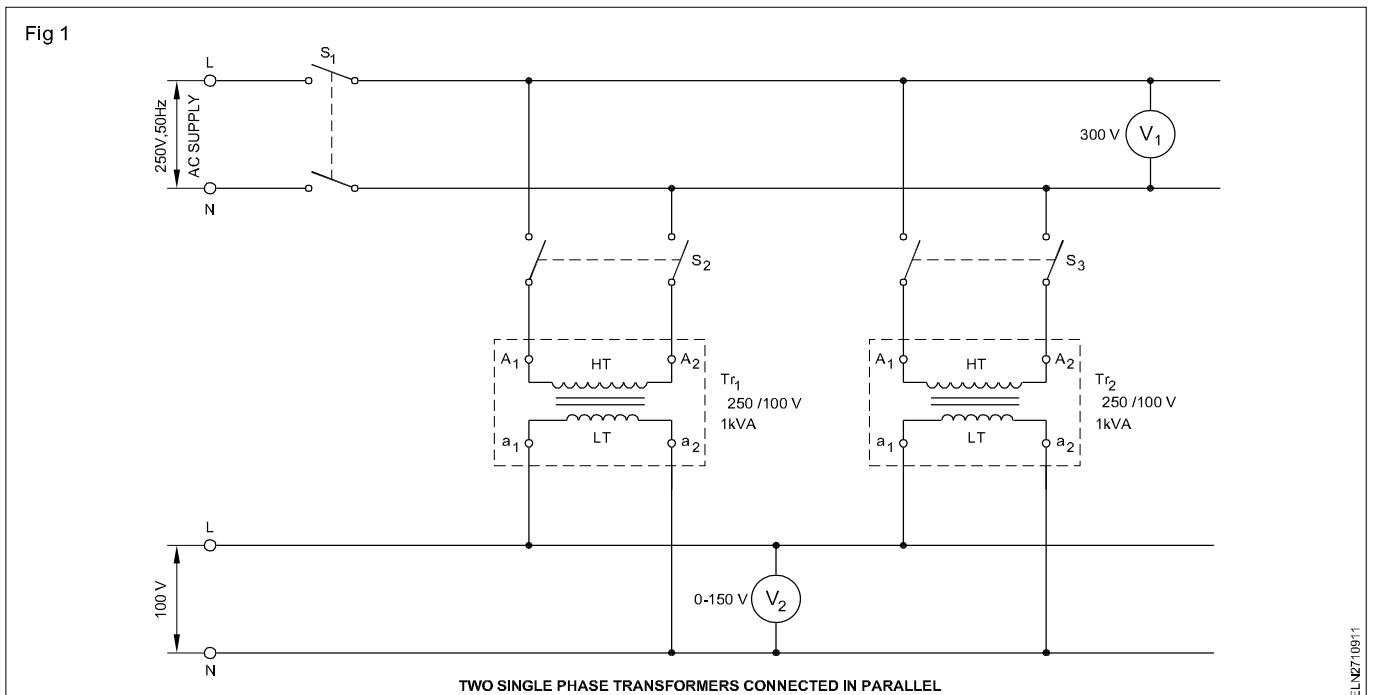 Fig 1
L
S1
250V,50Hz
AC SUPPLY
N
300 V
V1
S2
S3
A1
HT
A2
Tr1
250 /100 V
1kVA
a1
LT
a2
A1
HT
A2
Tr2
250 /100 V
1kVA
a1
LT
a2
L
100 V
0-150 V
V2
N
TWO SINGLE PHASE TRANSFORMERS CONNECTED IN PARALLEL
ELN2710911